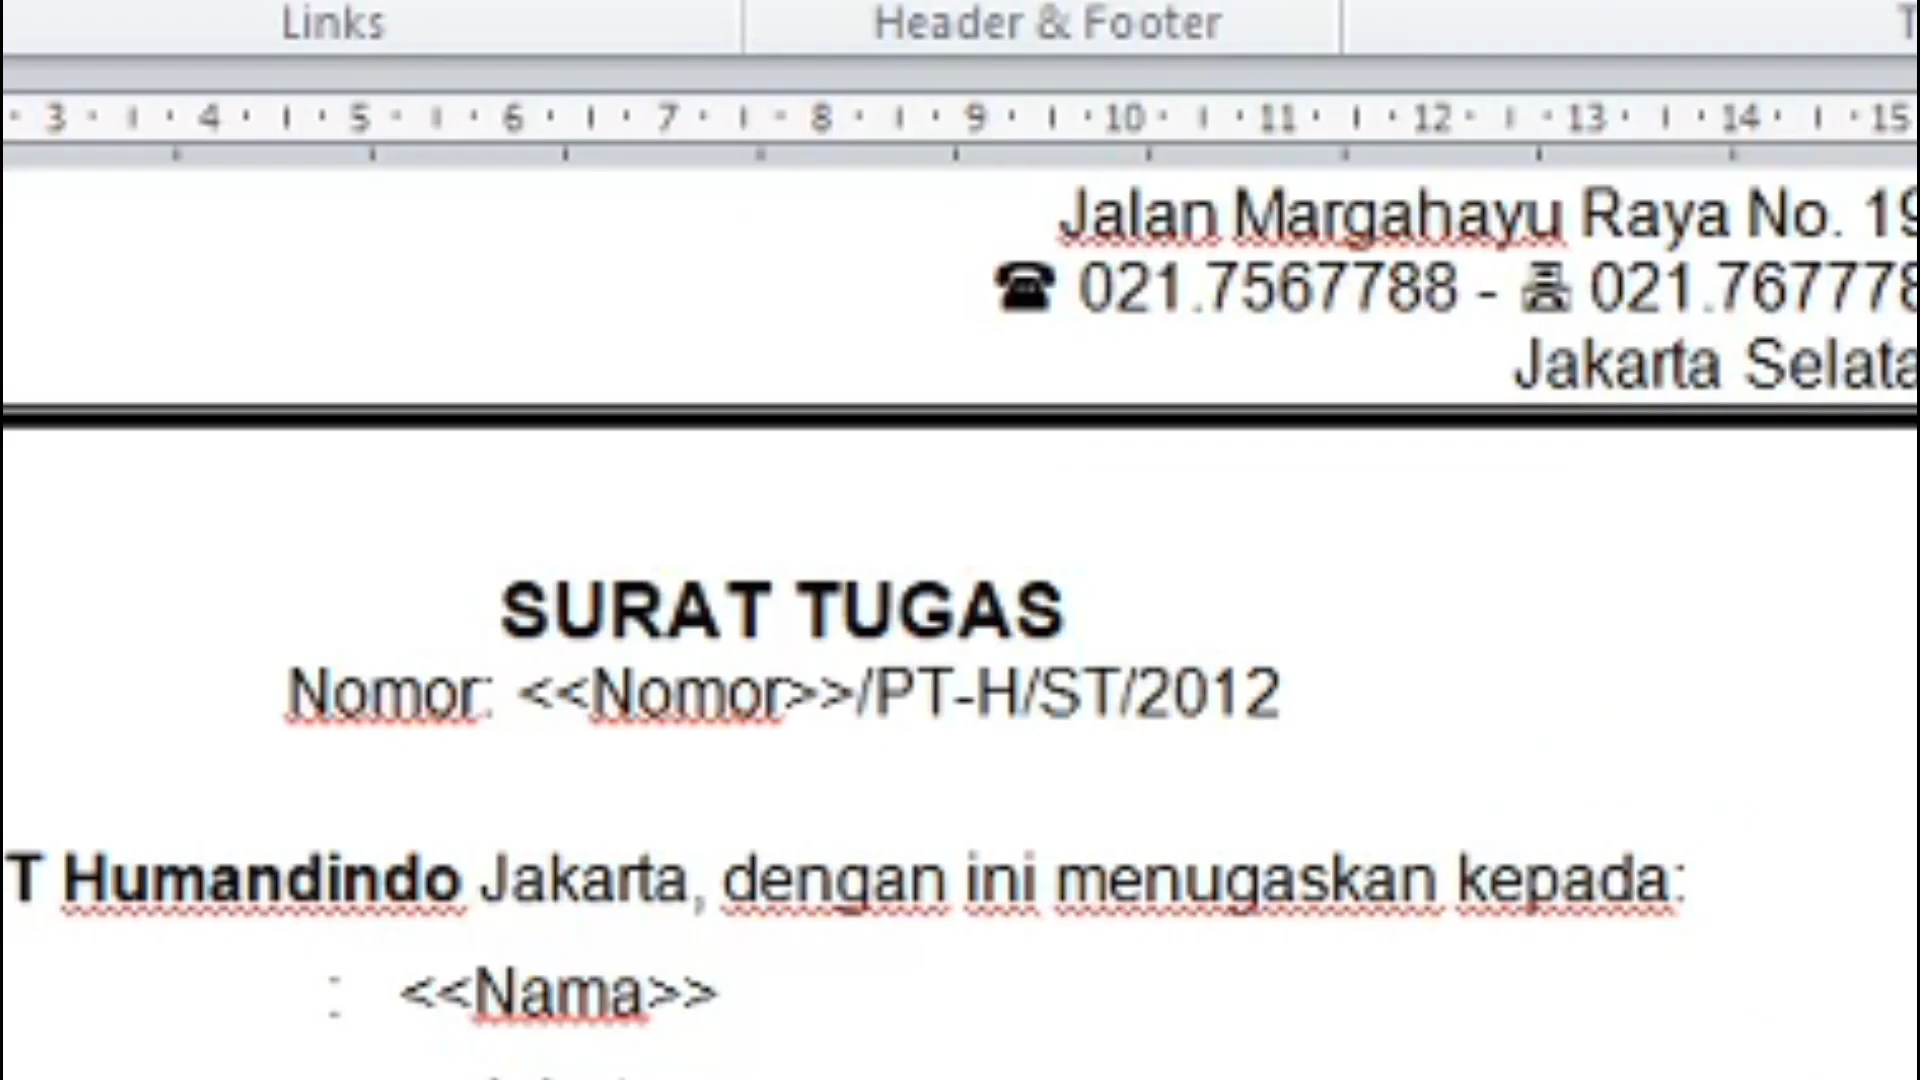 Links Header & Footer
3 4 5 6 7 8 9 10 11 12 13 14 15
Jalan Margahayu Raya No. 19
☎ 021.7567788 - 🖷 021.767778
Jakarta Selata
SURAT TUGAS
Nomor: <<Nomor>>/PT-H/ST/2012
T Humandindo Jakarta, dengan ini menugaskan kepada:
: <<Nama>>